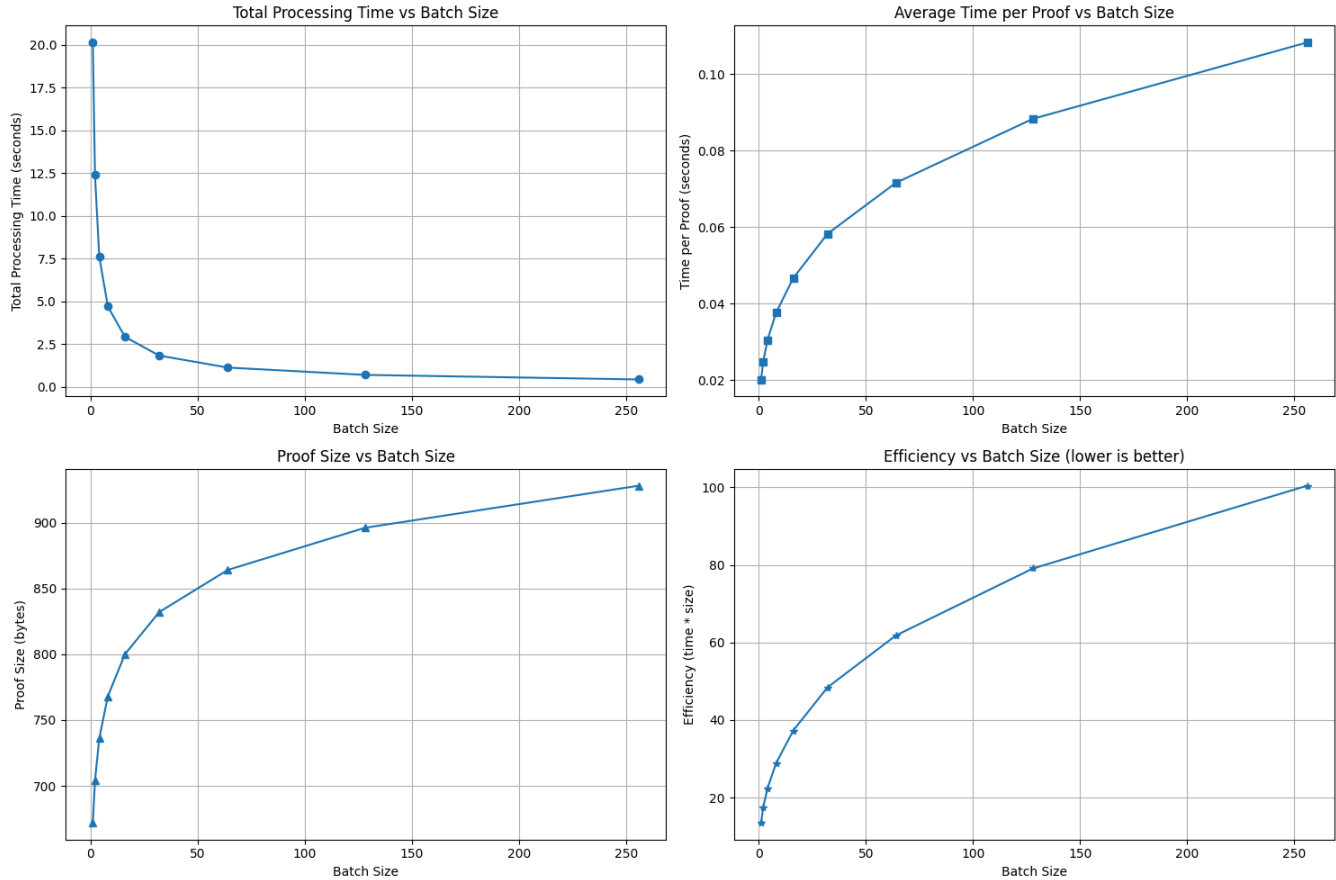 Total Processing Time vs Batch Size
Total Processing Time (seconds)
20.0
17.5
15.0
12.5
10.0
7.5
5.0
2.5
0.0
0 50 100 150 200 250
Batch Size
Average Time per Proof vs Batch Size
Time per Proof (seconds)
0.10
0.08
0.06
0.04
0.02
0 50 100 150 200 250
Batch Size
Proof Size vs Batch Size
Proof Size (bytes)
900
850
800
750
700
0 50 100 150 200 250
Batch Size
Efficiency vs Batch Size (lower is better)
Efficiency (time * size)
100
80
60
40
20
0 50 100 150 200 250
Batch Size